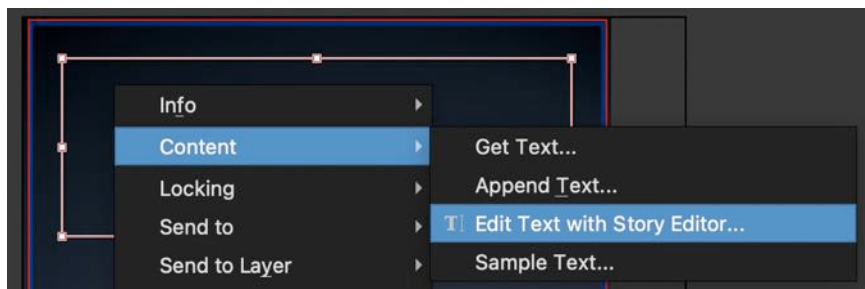 Info
Content
Locking
Send to
Send to Layer
Get Text...
Append Text...
Edit Text with Story Editor...
Sample Text...